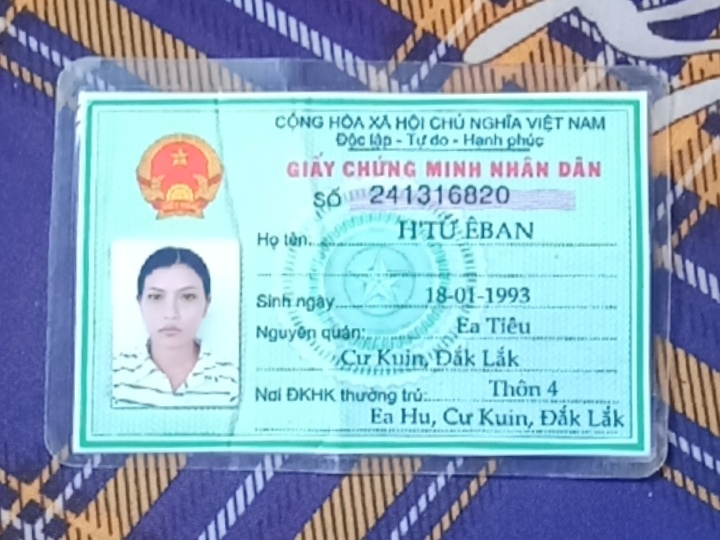 CỘNG HÒA XÃ HỘI CHỦ NGHĨA VIỆT NAM
Độc lập - Tự do - Hạnh phúc
GIẤY CHỨNG MINH NHÂN DÂN
SỐ 241316820
Họ tên: H'TỨ ÊBAN
Sinh ngày 18-01-1993
Nguyên quán: Ea Tiêu
Cư Kuin, Đắk Lắk
Nơi ĐKHK thường trú: Thôn 4
Ea Hu, Cư Kuin, Đắk Lắk